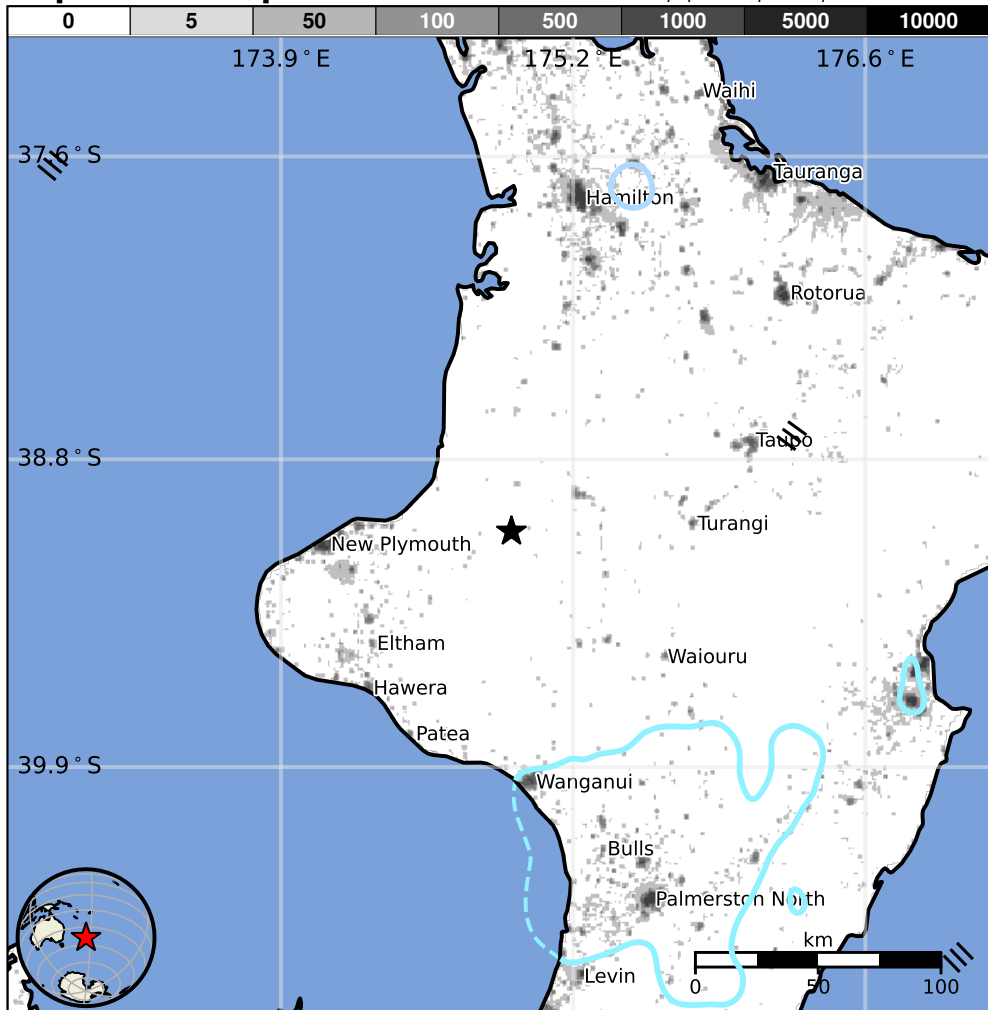 0 5 50 100 500 1000 5000 10000
173.9°E 175.2°E 176.6°E
Waihi
37.6°S
Tauranga
Hamilton
Rotorua
Taupo
38.8°S
Turangi
New Plymouth
Eltham
Waiouru
Hawera
Patea
39.9°S
Wanganui
Bulls
Palmerston North
km
Levin
0 50 100